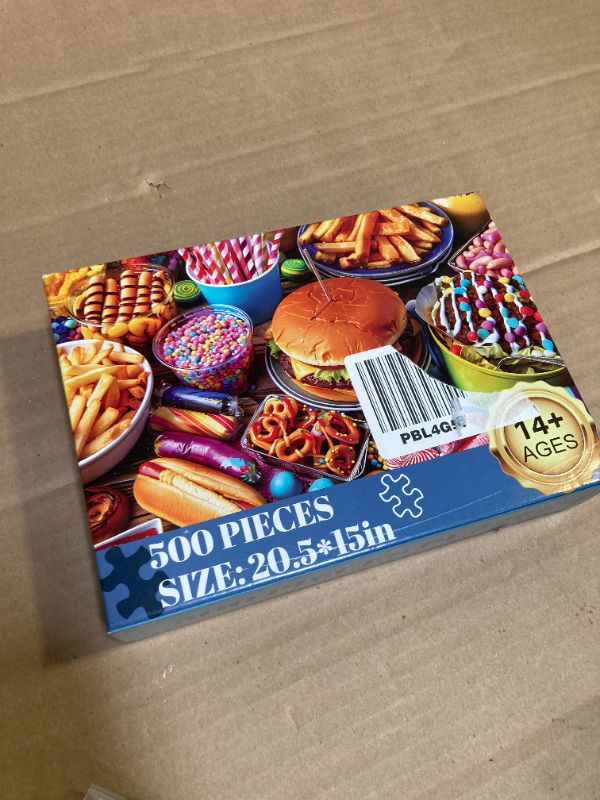 PBL4G
14+
AGES
500 PIECES
SIZE: 20.5*15in